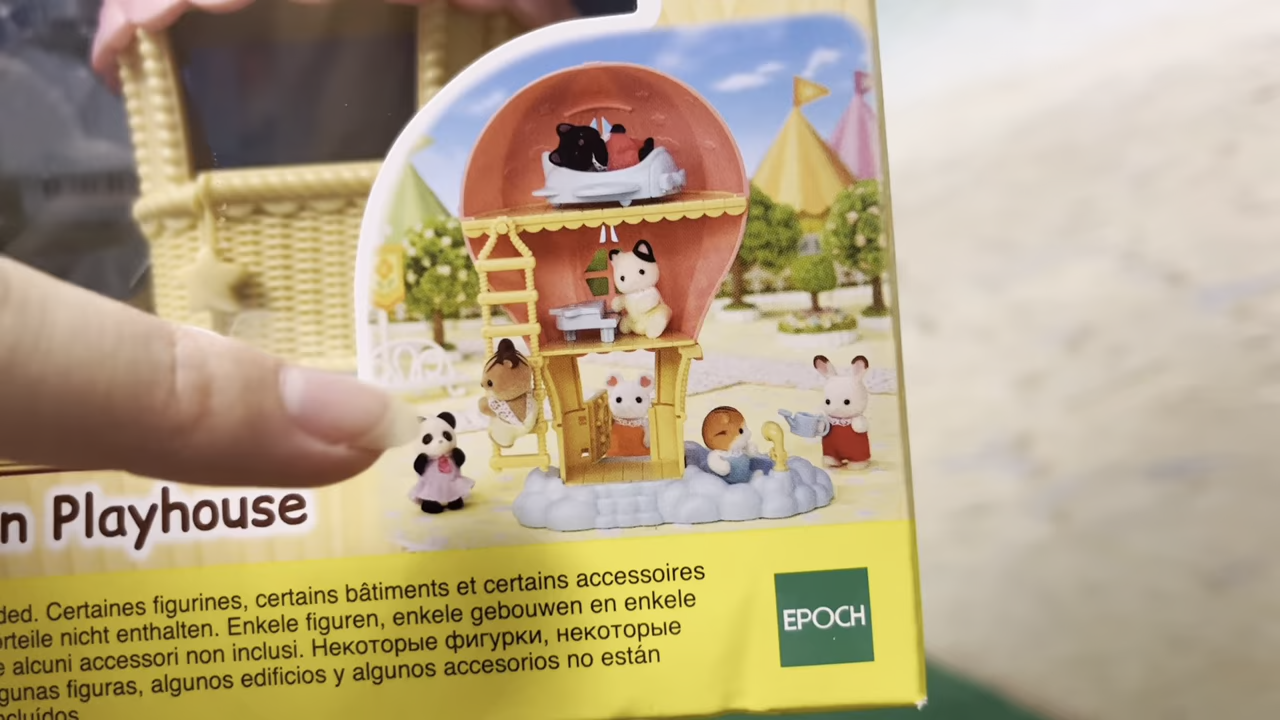 n Playhouse
ded. Certaines figurines, certains bâtiments et certains accessoires
orteile nicht enthalten. Enkele figuren, enkele gebouwen en enkele
e alcuni accessori non inclusi. Некоторые фигурки, некоторые
gunas figuras, algunos edificios y algunos accesorios no están
ncluídos
EPOCH